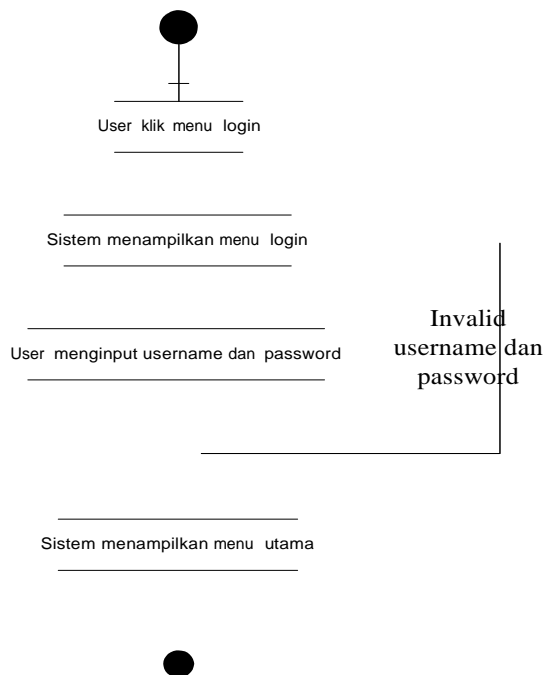 User klik menu login
Sistem menampilkan menu login
Invalid
username dan
password
User menginput username dan password
Sistem menampilkan menu utama